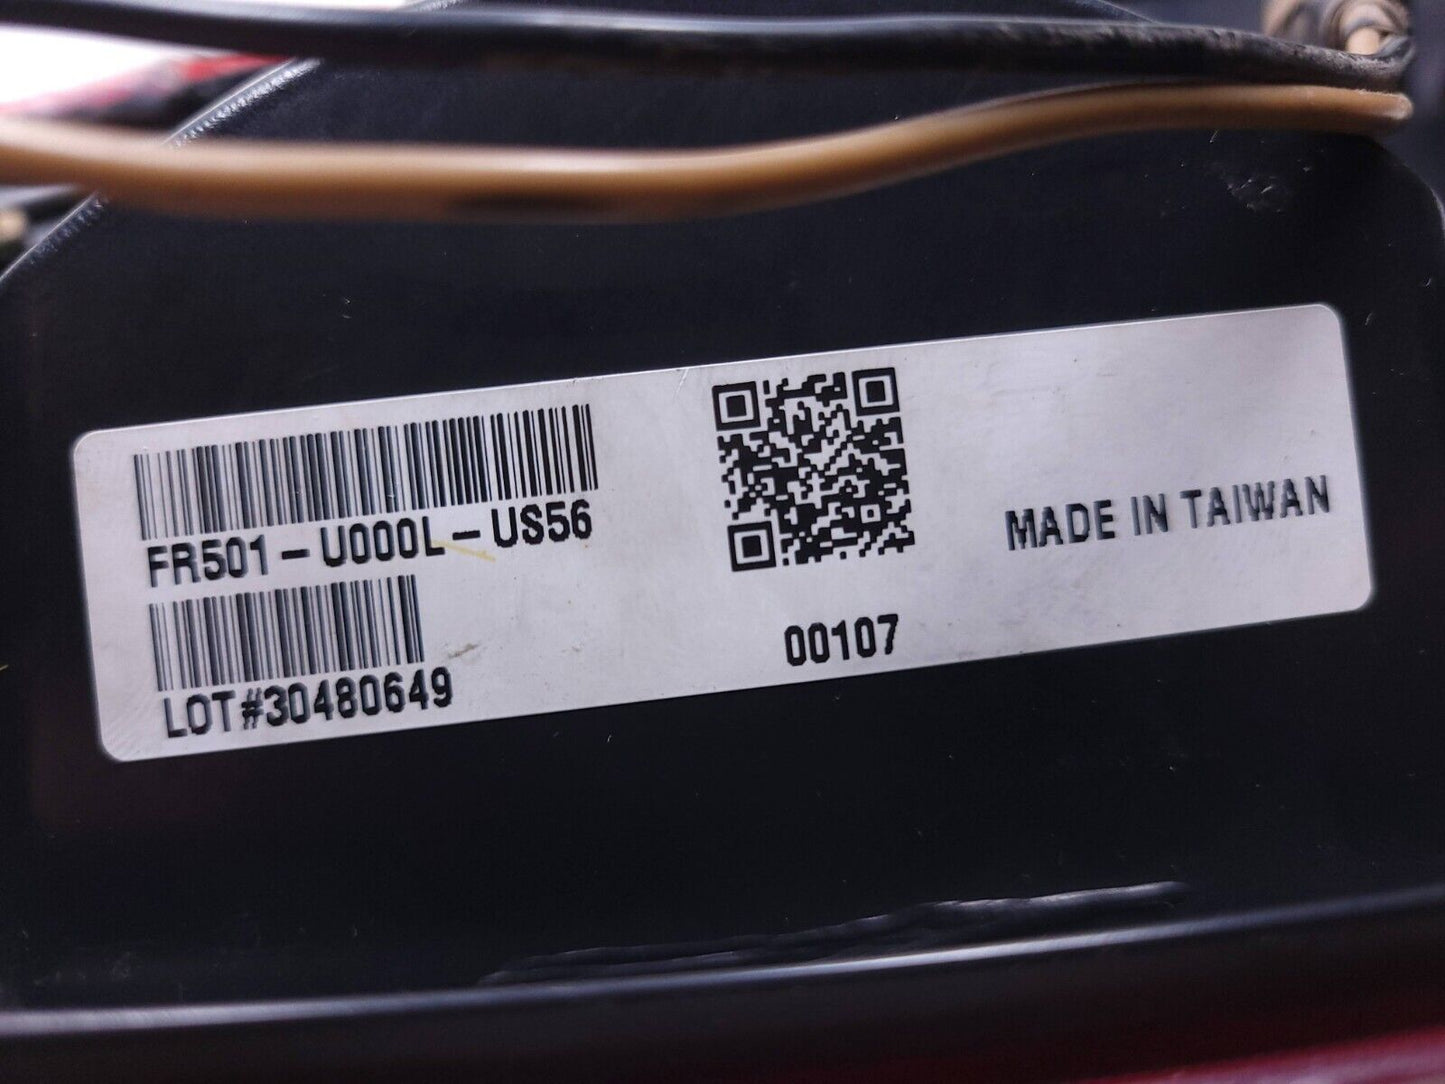 FR501-U000L-US56
LOT#30480649
00107
MADE IN TAIWAN